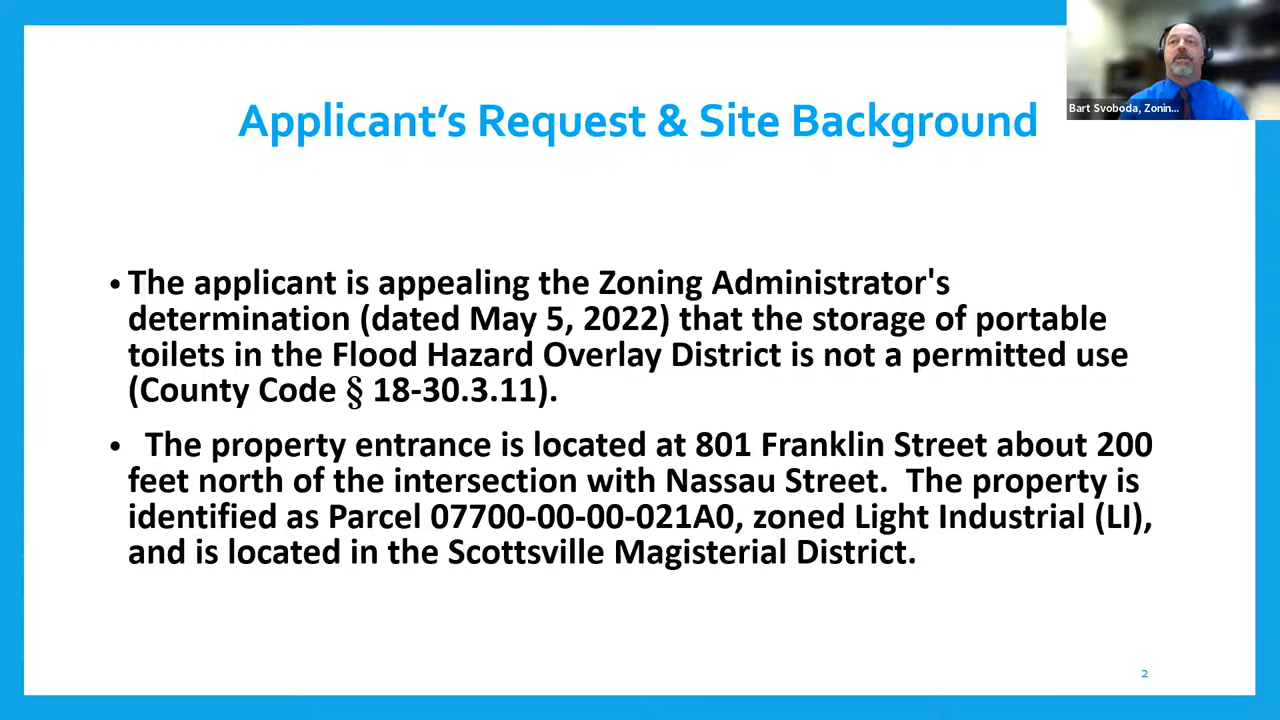 Bart Svoboda, Zonin...
Applicant's Request & Site Background
• The applicant is appealing the Zoning Administrator's
determination (dated May 5, 2022) that the storage of portable
toilets in the Flood Hazard Overlay District is not a permitted use
(County Code § 18-30.3.11).
• The property entrance is located at 801 Franklin Street about 200
feet north of the intersection with Nassau Street. The property is
identified as Parcel 07700-00-00-021A0, zoned Light Industrial (LI),
and is located in the Scottsville Magisterial District.
2